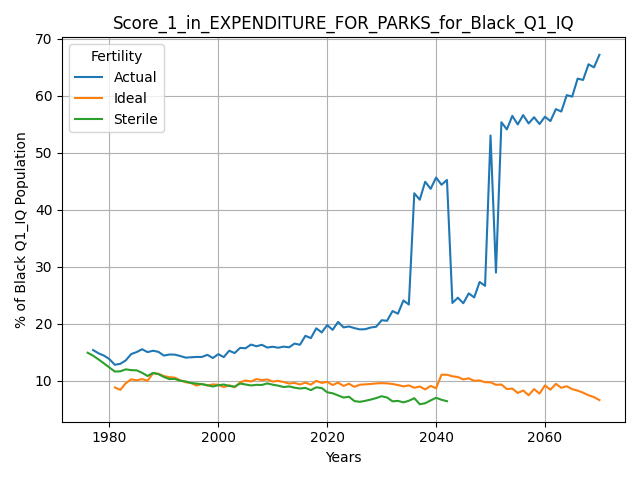 Score_1_in_EXPENDITURE_FOR_PARKS_for_Black_Q1_IQ
Fertility
Actual
Ideal
Sterile
% of Black Q1_IQ Population
70
60
50
40
30
20
10
1980
2000
2020
2040
2060
Years